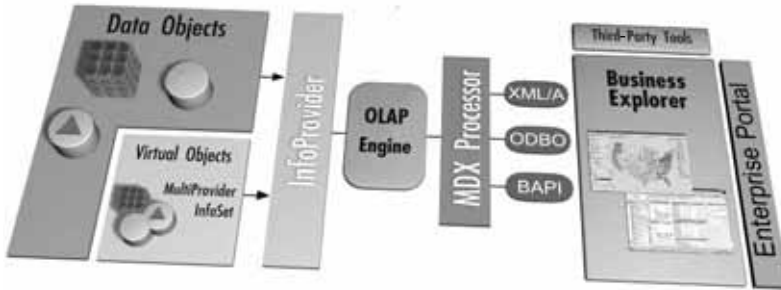 Data Objects
Virtual Objects
MultiProvider
InfoSet
InfoProvider
OLAP
Engine
MDX Processor
XML/A
ODBO
BAPI
Third-Party Tools
Business
Explorer
Enterprise Portal